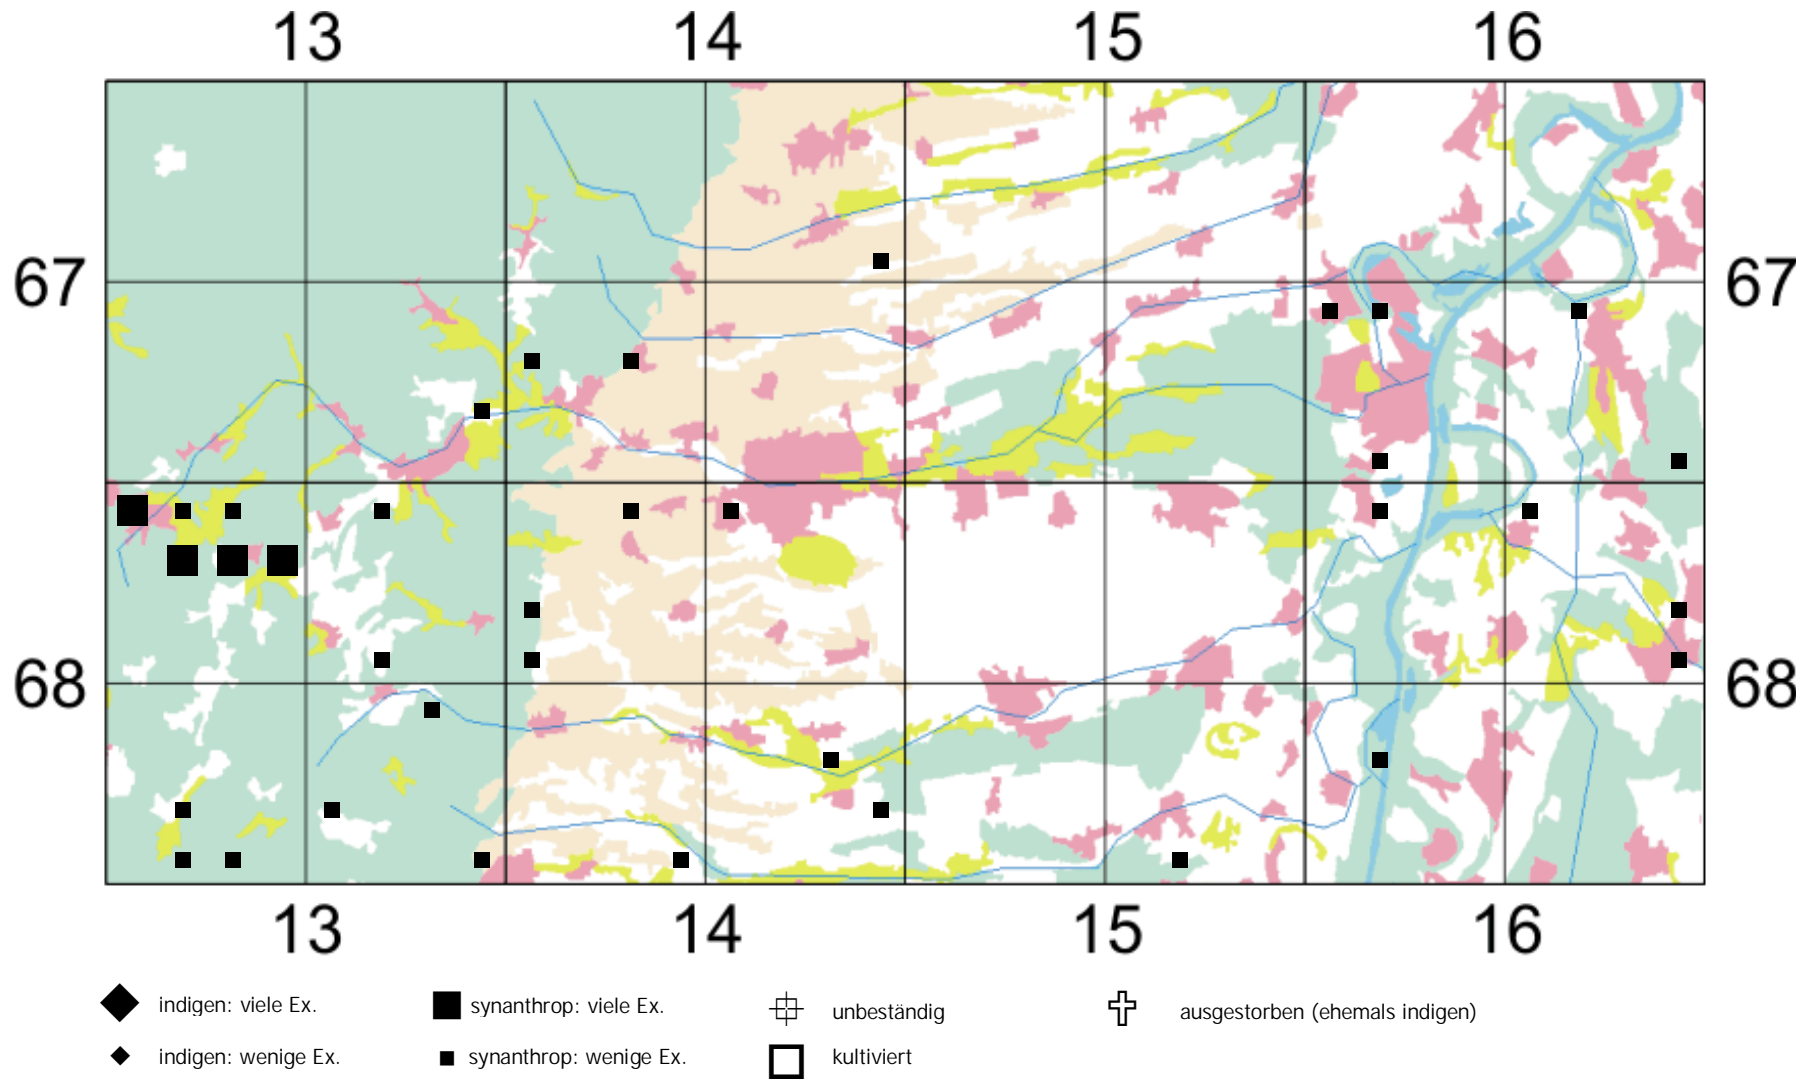 13 14 15 16
67 67
68 68
13 14 15 16
indigen: viele Ex. synanthrop: viele Ex. unbeständig ausgestorben (ehemals indigen)
indigen: wenige Ex. synanthrop: wenige Ex. kultiviert